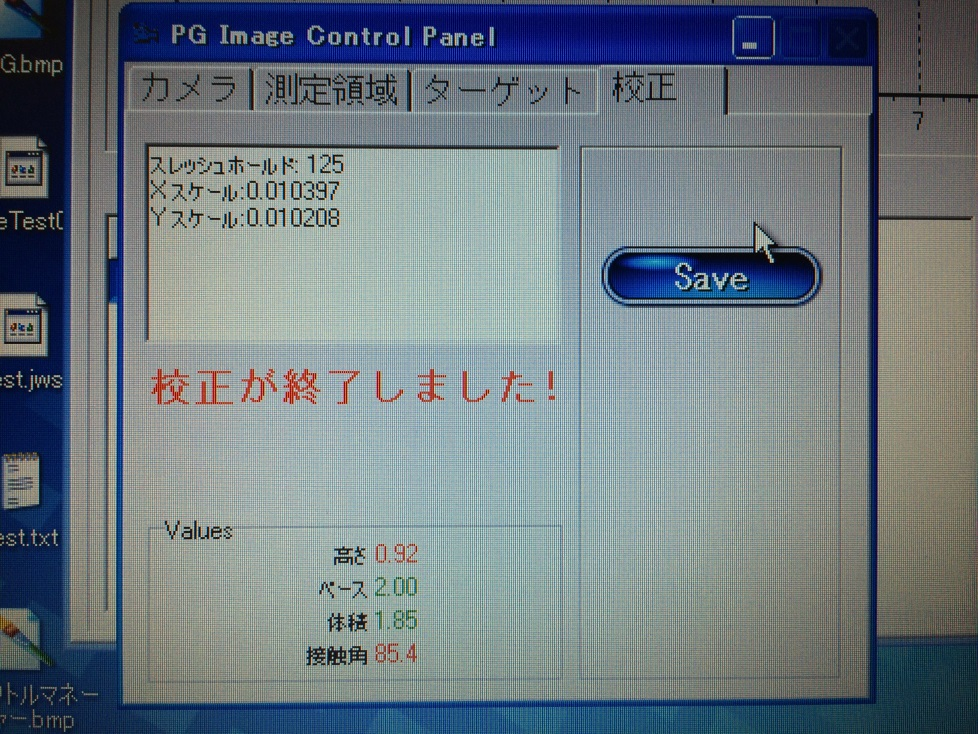 PG Image Control Panel
カメラ 測定領域 ターゲット 校正
スレッシュホールド: 125
Xスケール:0.010397
Yスケール:0.010208
Save
校正が終了しました!
Values
高さ 0.92
ベース 2.00
体積 1.85
接触角 85.4
7
G.bmp
eTest
est.jws
est.txt
トルマネー
ャー.bmp